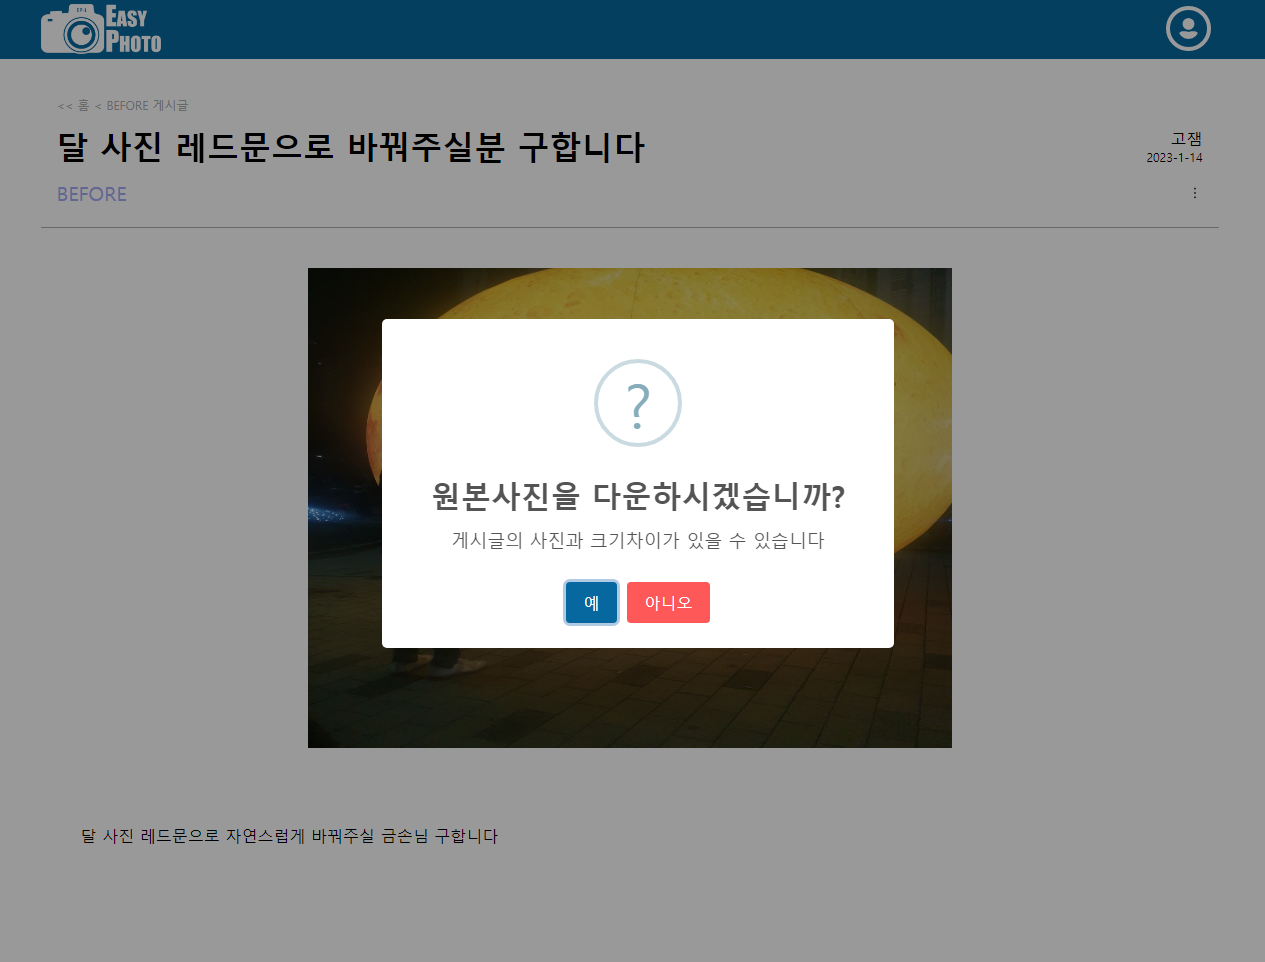 EASY
PHOTO
<< 홈 < BEFORE 게시글
달 사진 레드문으로 바꿔주실분 구합니다
고잼
2023-1-14
BEFORE
?
원본사진을 다운하시겠습니까?
게시글의 사진과 크기차이가 있을 수 있습니다
예
아니오
달 사진 레드문으로 자연스럽게 바꿔주실 금손님 구합니다